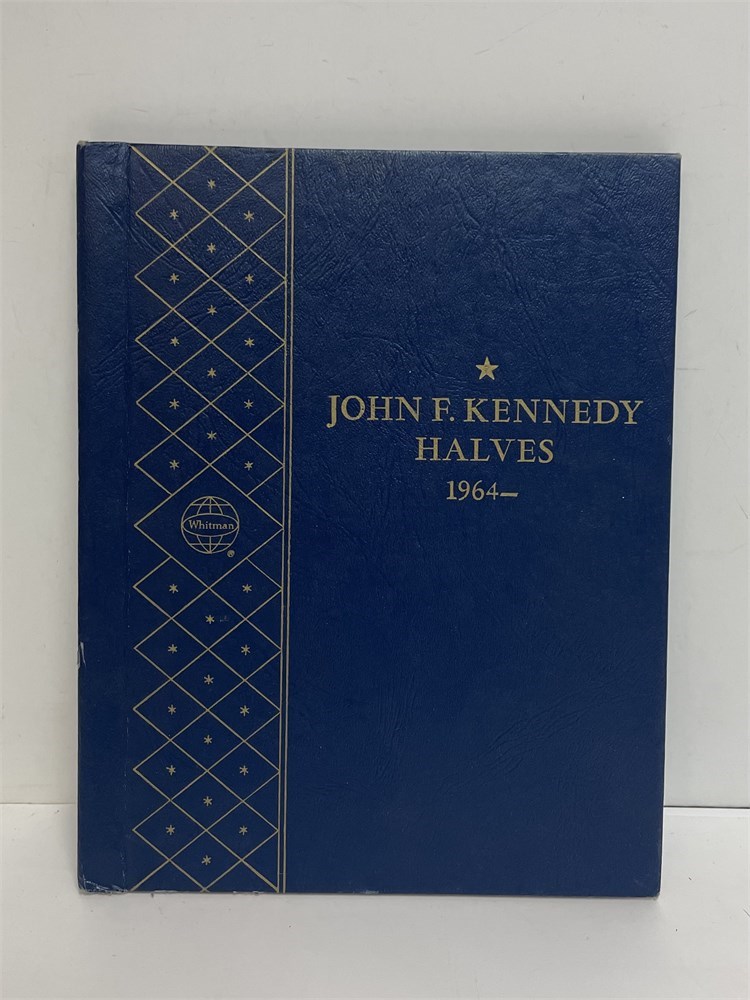 JOHN F. KENNEDY
HALVES
1964–
Whitman
®